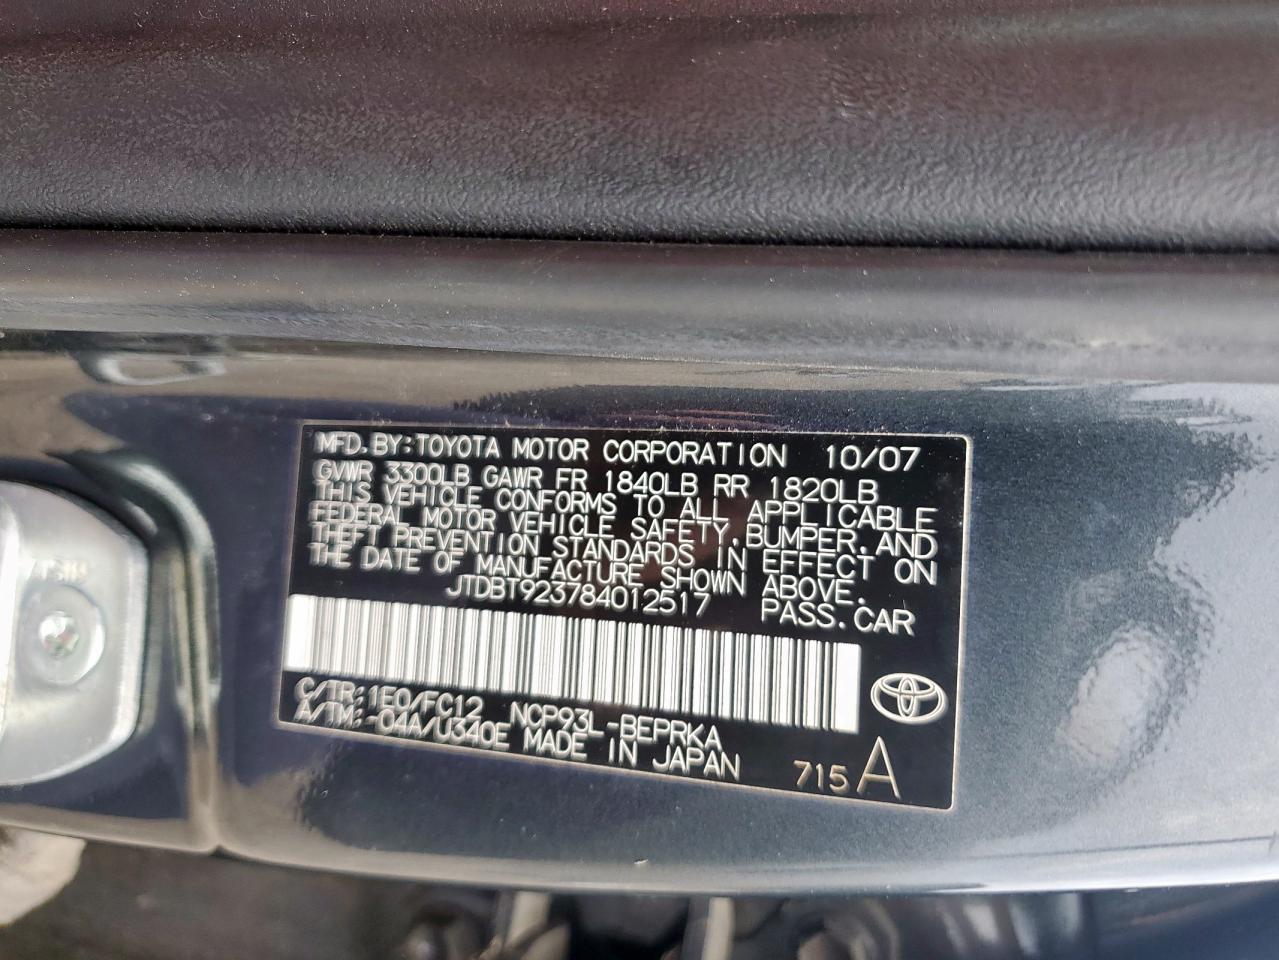 MFD. BY: TOYOTA MOTOR CORPORATION 10/07
GVWR 3300LB GAWR FR 1840LB RR 1820LB
THIS VEHICLE CONFORMS TO ALL APPLICABLE
FEDERAL MOTOR VEHICLE SAFETY, BUMPER, AND
THEFT PREVENTION STANDARDS IN EFFECT ON
THE DATE OF MANUFACTURE SHOWN ABOVE.
JTDBT923784012517 PASS. CAR
C/TR: 1E0/FC12 NCP93L-BEPRKA
A/TM: -04A/U340E MADE IN JAPAN
715 A